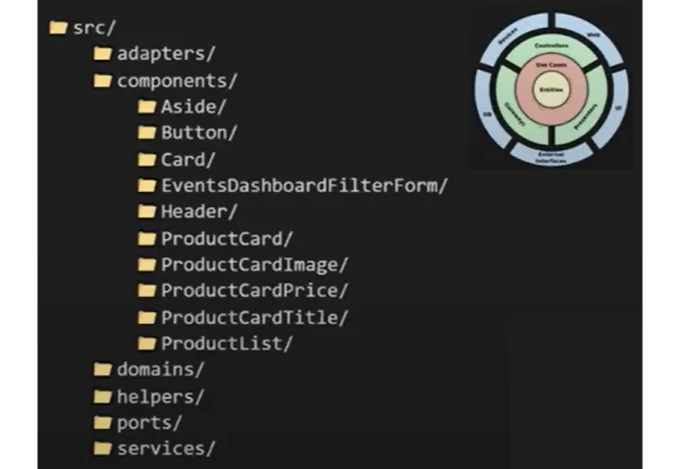 src/
adapters/
components/
Aside/
Button/
Card/
EventsDashboardFilterForm/
Header/
ProductCard/
ProductCardImage/
ProductCardPrice/
ProductCardTitle/
ProductList/
domains/
helpers/
ports/
services/
Devices
Web
Controllers
Use Cases
Entities
DB
Gateways
Presenters
UI
External
Interfaces